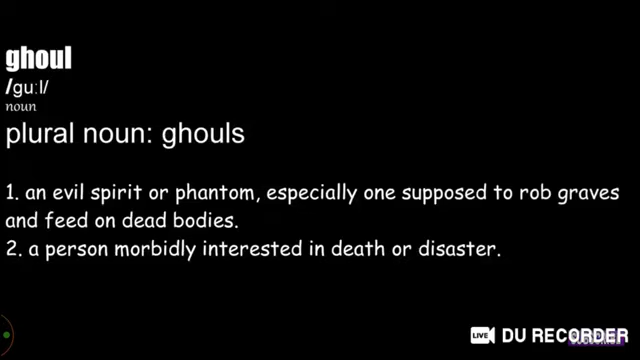 ghoul
/guːl/
noun
plural noun: ghouls
1. an evil spirit or phantom, especially one supposed to rob graves
and feed on dead bodies.
2. a person morbidly interested in death or disaster.
LIVE DU RECORDER